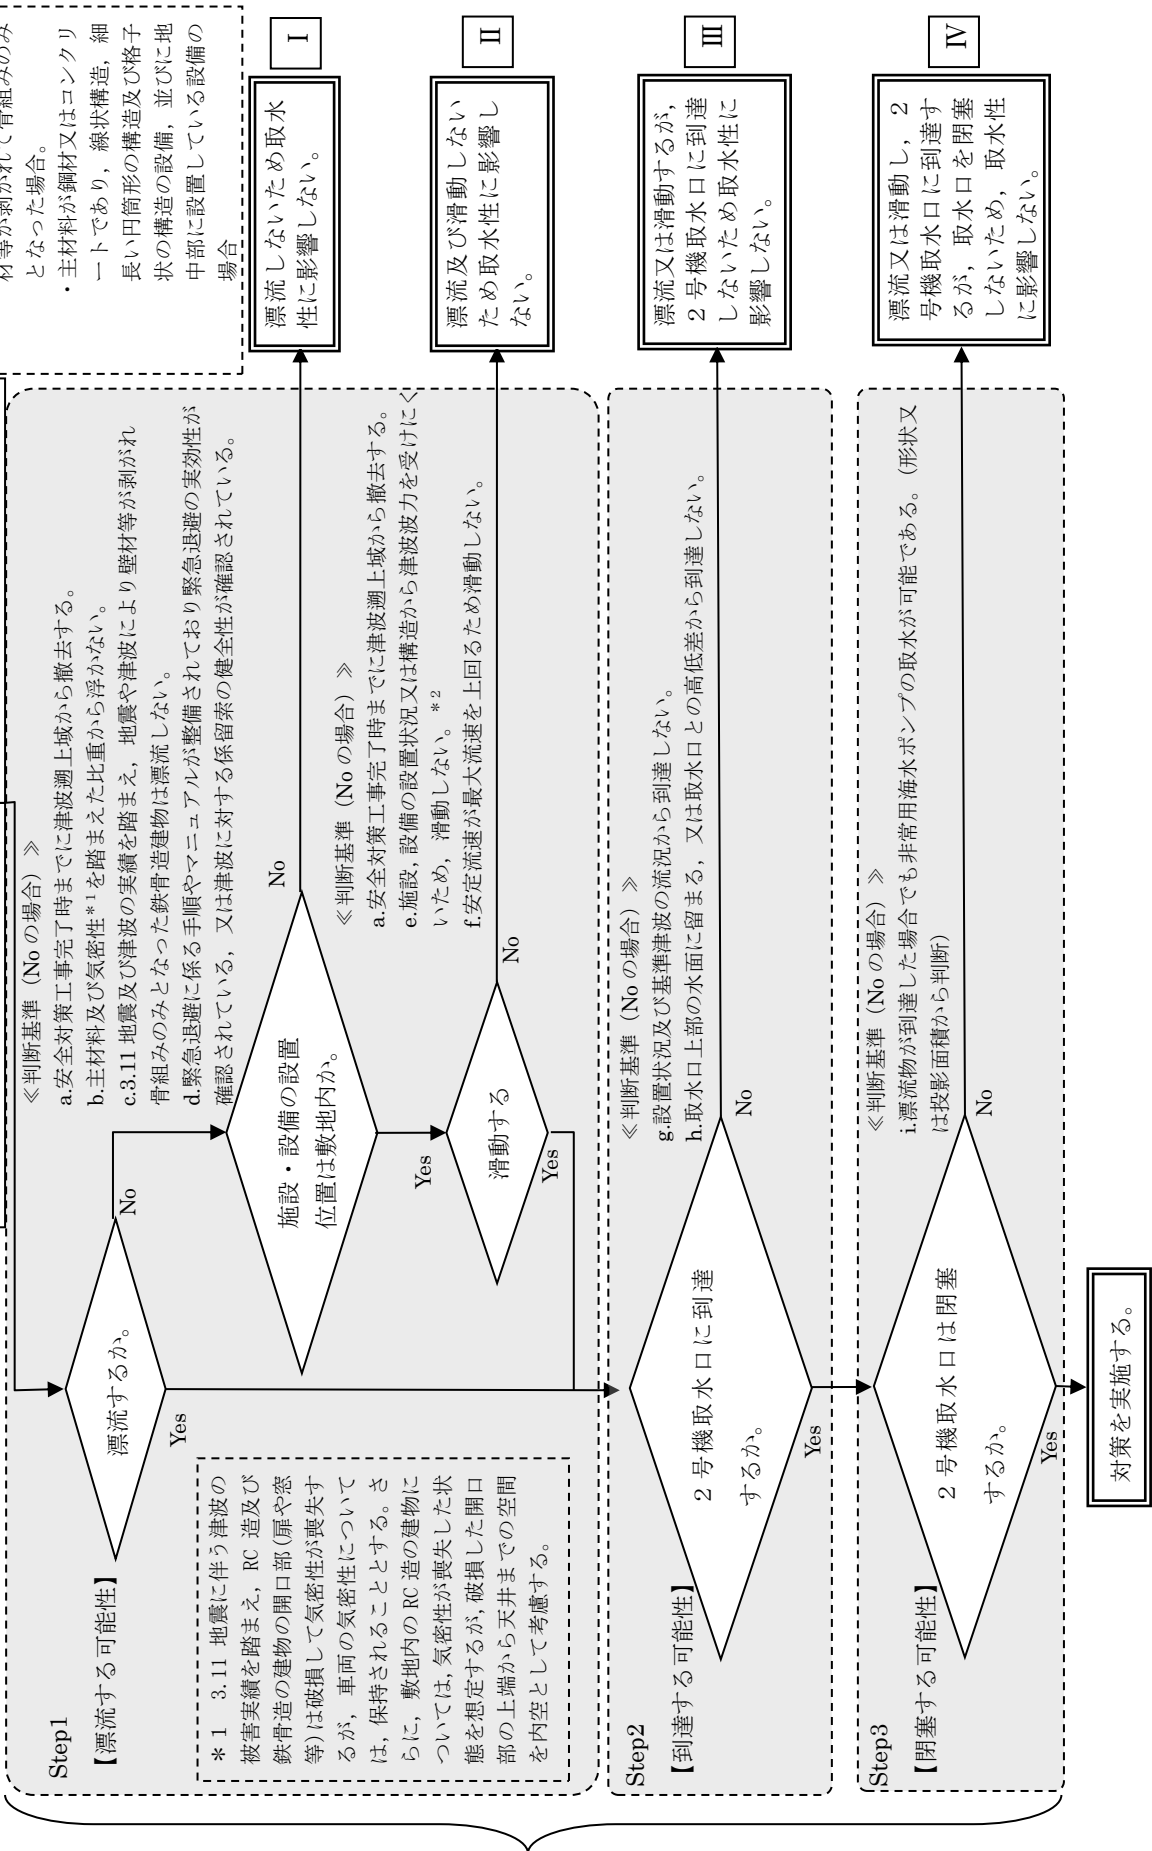 材等が剥がれて骨組みのみ
となった場合。
・主材料が鋼材又はコンクリ
ートであり，線状構造，細
長い円筒形の構造及び格子
状の構造の設備，並びに地
中部に設置している設備の
場合
Step1
【漂流する可能性】
漂流するか。
No
Yes
≪判断基準（No の場合）≫
a.安全対策工事完了時までに津波遡上域から撤去する。
b.主材料及び気密性*1を踏まえた比重から浮かない。
c.3.11 地震及び津波の実績を踏まえ，地震や津波により壁材等が剥がれ
骨組みのみとなった鉄骨造建物は漂流しない。
d.緊急退避に係る手順やマニュアルが整備されており緊急退避の実効性が
確認されている，又は津波に対する係留索の健全性が確認されている。
＊1 3.11 地震に伴う津波の
被害実績を踏まえ，RC 造及び
鉄骨造の建物の開口部(扉や窓
等)は破損して気密性が喪失す
るが，車両の気密性について
は，保持されることとする。さ
らに，敷地内の RC 造の建物に
ついては，気密性が喪失した状
態を想定するが，破損した開口
部の上端から天井までの空間
を内空として考慮する。
施設・設備の設置
位置は敷地内か。
No
Yes
漂流しないため取水
性に影響しない。
Ⅰ
≪判断基準（No の場合）≫
a.安全対策工事完了時までに津波遡上域から撤去する。
e.施設，設備の設置状況又は構造から津波波力を受けにく
いため，滑動しない。*2
f.安定流速が最大流速を上回るため滑動しない。
滑動する
No
Yes
漂流及び滑動しない
ため取水性に影響し
ない。
Ⅱ
Step2
【到達する可能性】
≪判断基準（No の場合）≫
g.設置状況及び基準津波の流況から到達しない。
h.取水口上部の水面に留まる，又は取水口との高低差から到達しない。
2 号機取水口に到達
するか。
No
Yes
漂流又は滑動するが，
2 号機取水口に到達
しないため取水性に
影響しない。
Ⅲ
Step3
【閉塞する可能性】
≪判断基準（No の場合）≫
i.漂流物が到達した場合でも非常用海水ポンプの取水が可能である。（形状又
は投影面積から判断）
2 号機取水口は閉塞
するか。
No
Yes
漂流又は滑動し，2
号機取水口に到達す
るが，取水口を閉塞
しないため，取水性
に影響しない。
Ⅳ
対策を実施する。